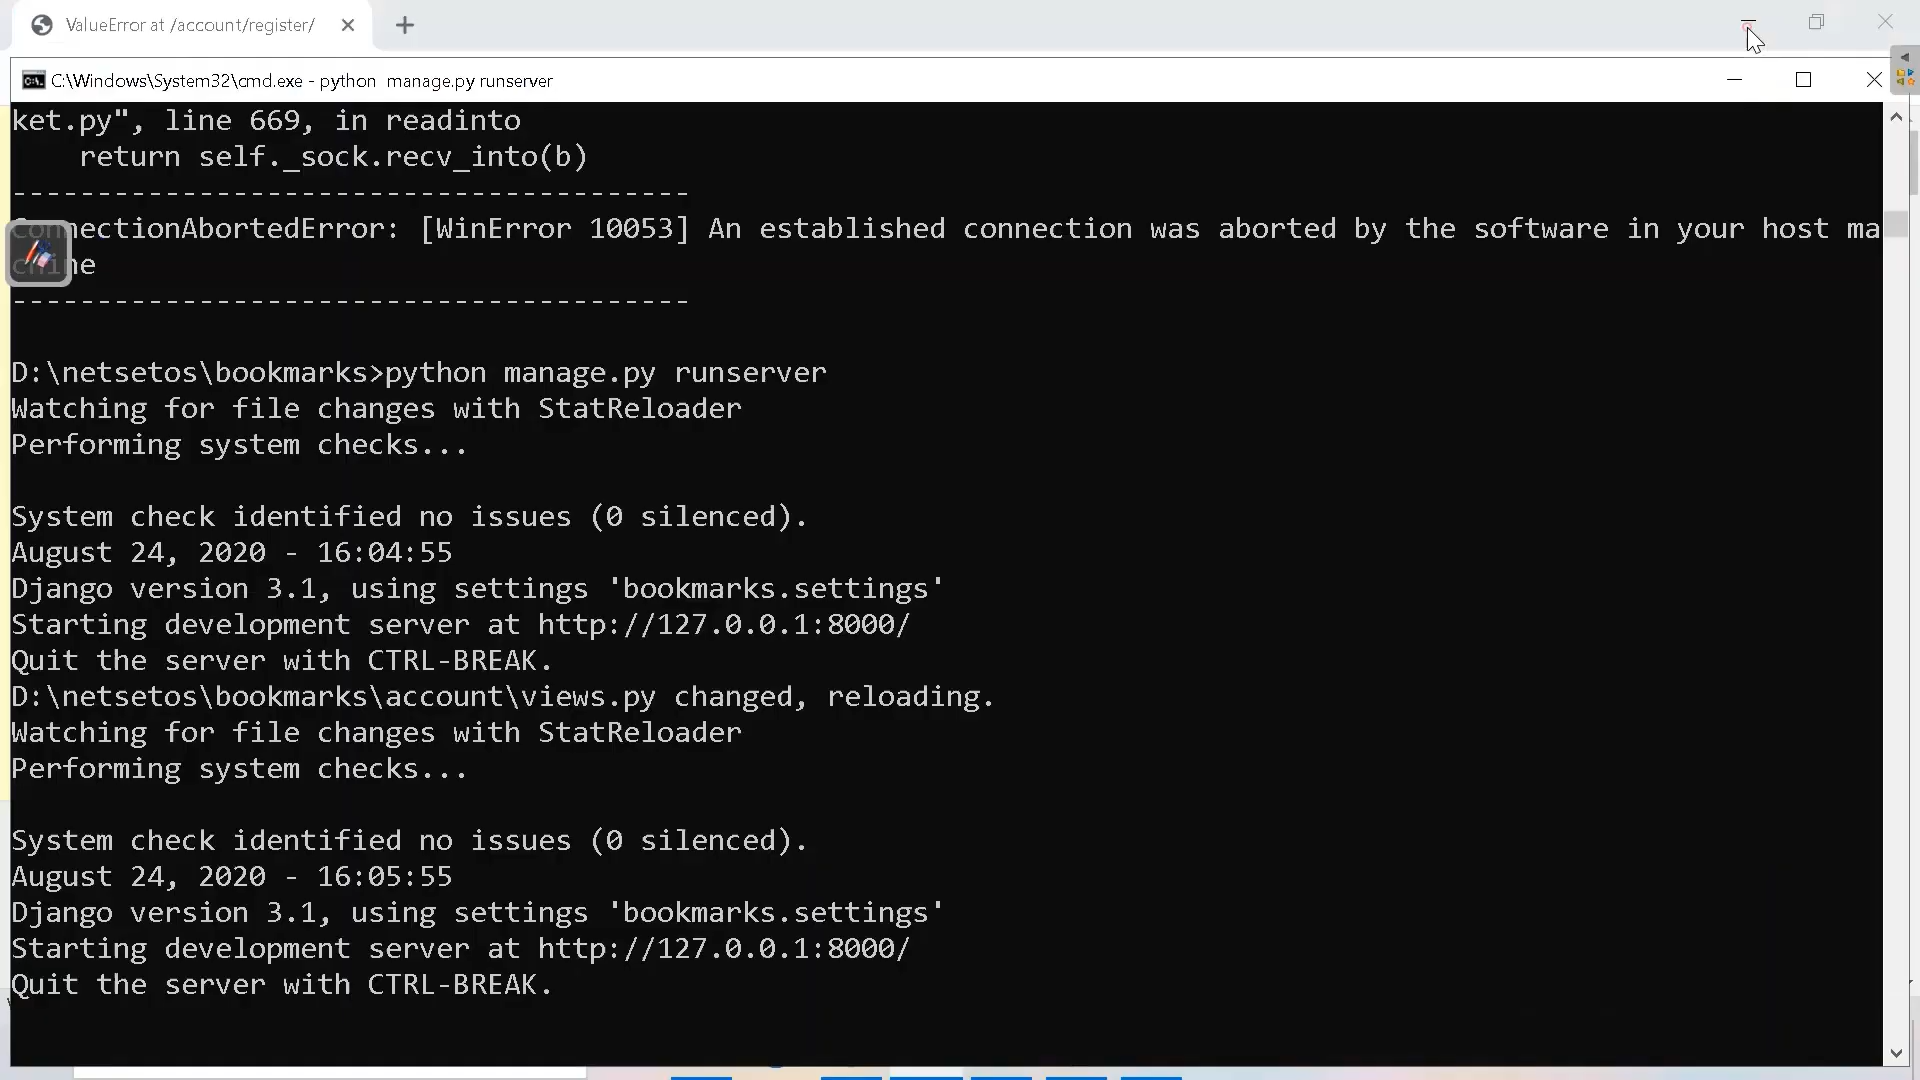 ValueError at /account/register/
C:\Windows\System32\cmd.exe - python  manage.py runserver
ket.py", line 669, in readinto
    return self._sock.recv_into(b)
----------------------------------------
ConnectionAbortedError: [WinError 10053] An established connection was aborted by the software in your host ma
chine
----------------------------------------
D:\netsetos\bookmarks>python manage.py runserver
Watching for file changes with StatReloader
Performing system checks...
System check identified no issues (0 silenced).
August 24, 2020 - 16:04:55
Django version 3.1, using settings 'bookmarks.settings'
Starting development server at http://127.0.0.1:8000/
Quit the server with CTRL-BREAK.
D:\netsetos\bookmarks\account\views.py changed, reloading.
Watching for file changes with StatReloader
Performing system checks...
System check identified no issues (0 silenced).
August 24, 2020 - 16:05:55
Django version 3.1, using settings 'bookmarks.settings'
Starting development server at http://127.0.0.1:8000/
Quit the server with CTRL-BREAK.